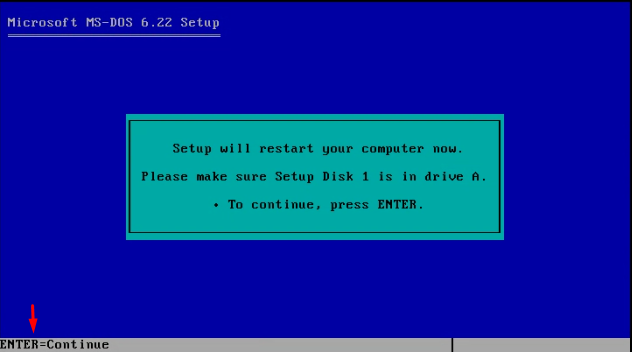 Microsoft MS-DOS 6.22 Setup
Setup will restart your computer now.
Please make sure Setup Disk 1 is in drive A.
• To continue, press ENTER.
ENTER=Continue